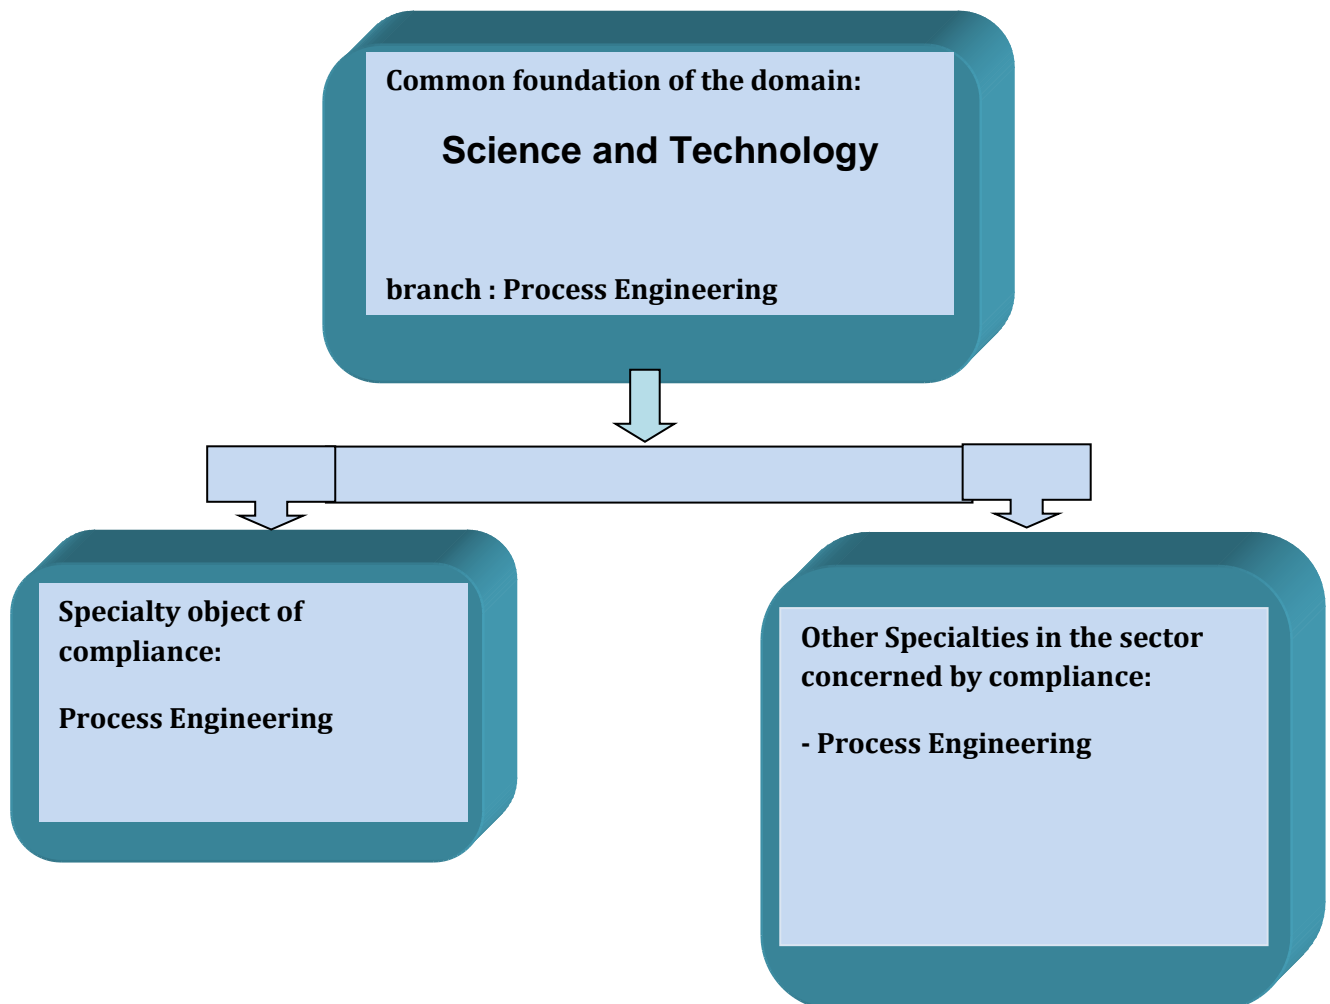 Common foundation of the domain:
Science and Technology
branch : Process Engineering
Specialty object of
compliance:
Process Engineering
Other Specialties in the sector
concerned by compliance:
- Process Engineering